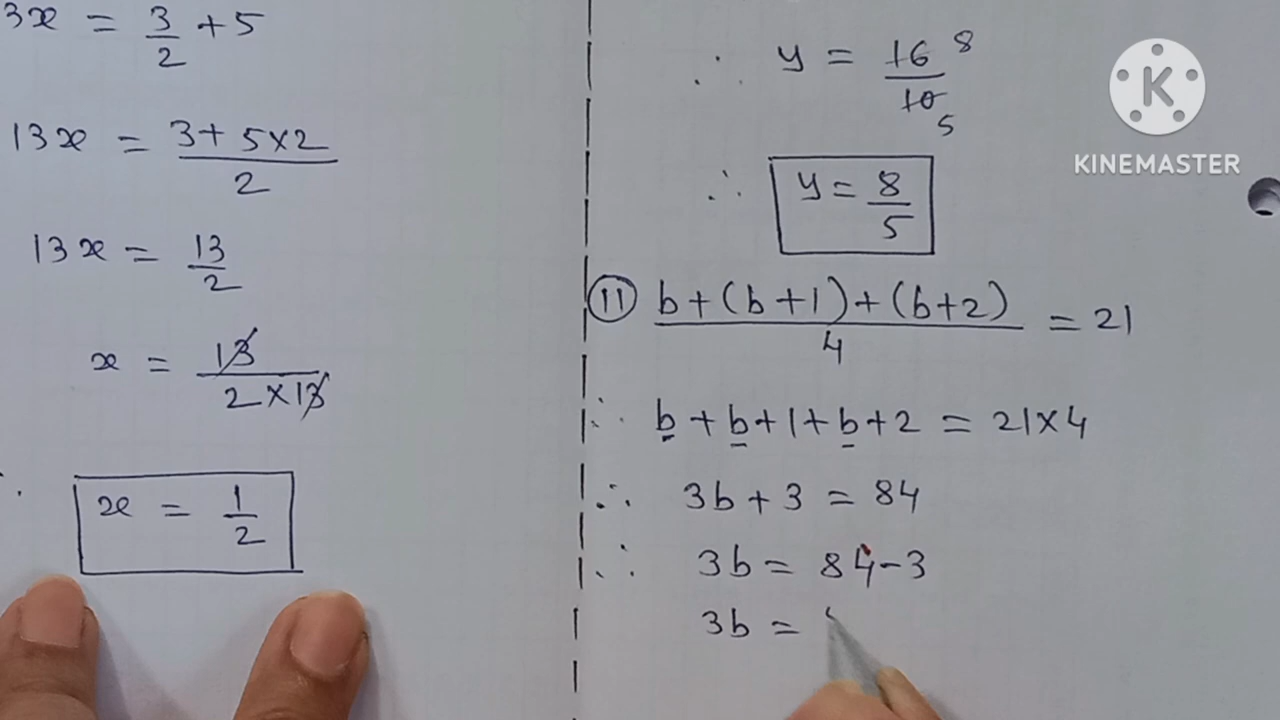 3x = 3/2 + 5
13x = 3 + 5×2 / 2
13x = 13/2
x = 13 / 2×13
∴ x = 1/2
∴ y = 16 8 / 10 5
∴ y = 8/5
K
KINEMASTER
(11) b+(b+1)+(b+2) / 4 = 21
∴ b + b + 1 + b + 2 = 21×4
∴ 3b + 3 = 84
∴ 3b = 84-3
3b =